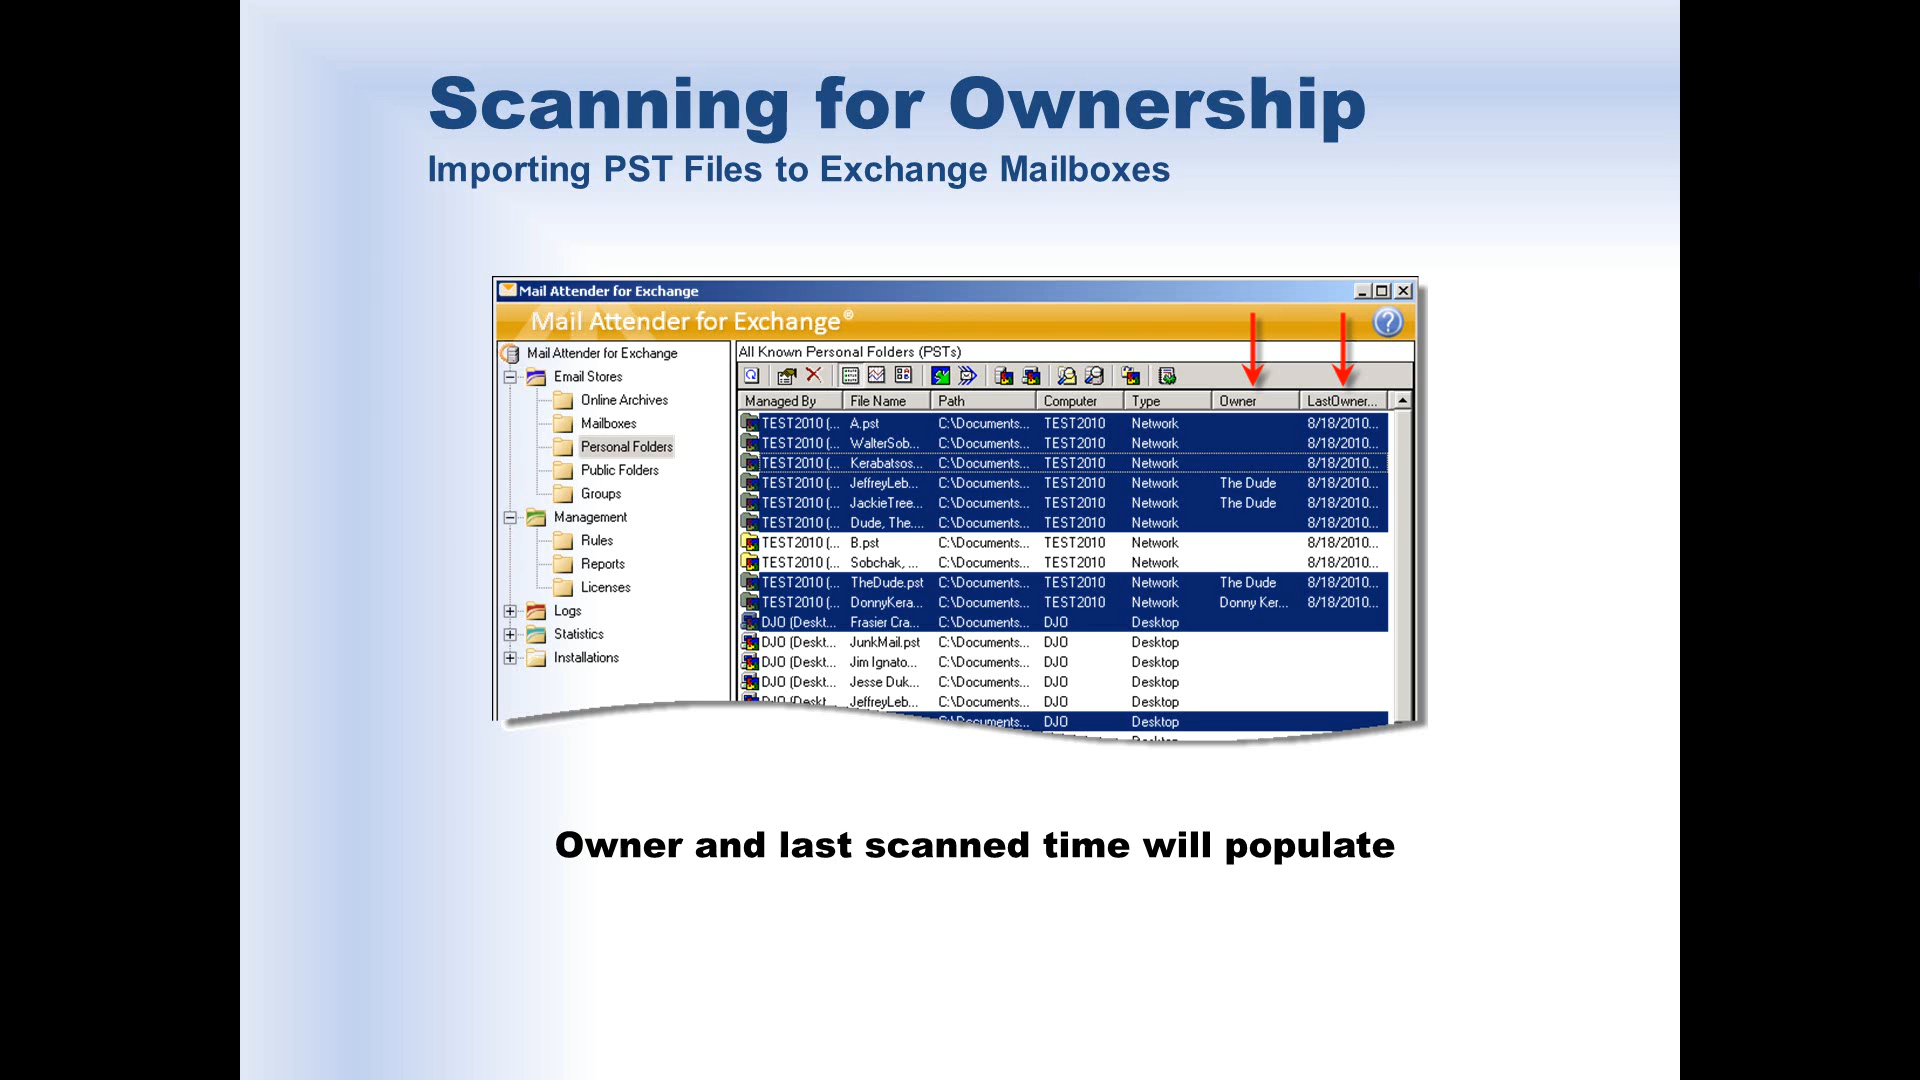 Scanning for Ownership
Importing PST Files to Exchange Mailboxes
Mail Attender for Exchange
Mail Attender for Exchange®
Mail Attender for Exchange
Email Stores
Online Archives
Mailboxes
Personal Folders
Public Folders
Groups
Management
Rules
Reports
Licenses
Logs
Statistics
Installations
All Known Personal Folders (PSTs)
Managed By File Name Path Computer Type Owner LastOwner...
TEST2010 (... A.pst C:\Documents... TEST2010 Network 8/18/2010...
TEST2010 (... WalterSob... C:\Documents... TEST2010 Network 8/18/2010...
TEST2010 (... Kerabatsos... C:\Documents... TEST2010 Network 8/18/2010...
TEST2010 (... JeffreyLeb... C:\Documents... TEST2010 Network The Dude 8/18/2010...
TEST2010 (... JackieTree... C:\Documents... TEST2010 Network The Dude 8/18/2010...
TEST2010 (... Dude, The.... C:\Documents... TEST2010 Network 8/18/2010...
TEST2010 (... B.pst C:\Documents... TEST2010 Network 8/18/2010...
TEST2010 (... Sobchak, ... C:\Documents... TEST2010 Network 8/18/2010...
TEST2010 (... TheDude.pst C:\Documents... TEST2010 Network The Dude 8/18/2010...
TEST2010 (... DonnyKera... C:\Documents... TEST2010 Network Donny Ker... 8/18/2010...
DJO (Deskt... Frasier Cra... C:\Documents... DJO Desktop
DJO (Deskt... JunkMail.pst C:\Documents... DJO Desktop
DJO (Deskt... Jim Ignato... C:\Documents... DJO Desktop
DJO (Deskt... Jesse Duk... C:\Documents... DJO Desktop
DJO (Deskt... JeffreyLeb... C:\Documents... DJO Desktop
C:\Documents... DJO Desktop
Owner and last scanned time will populate